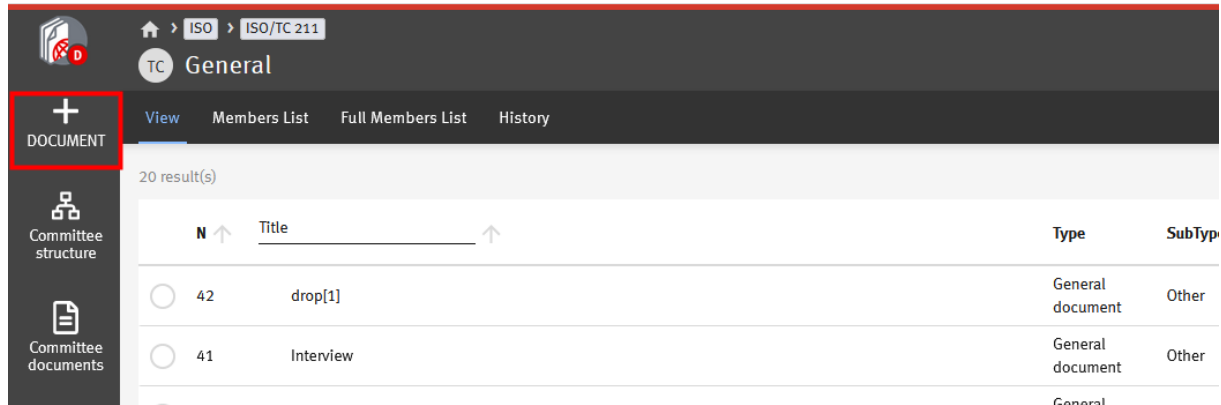 D
ISO > ISO/TC 211
TC General
+ DOCUMENT
View Members List Full Members List History
20 result(s)
Committee
structure
Committee
documents
N Title Type SubType
42 drop[1] General
document Other
41 Interview General
document Other
General